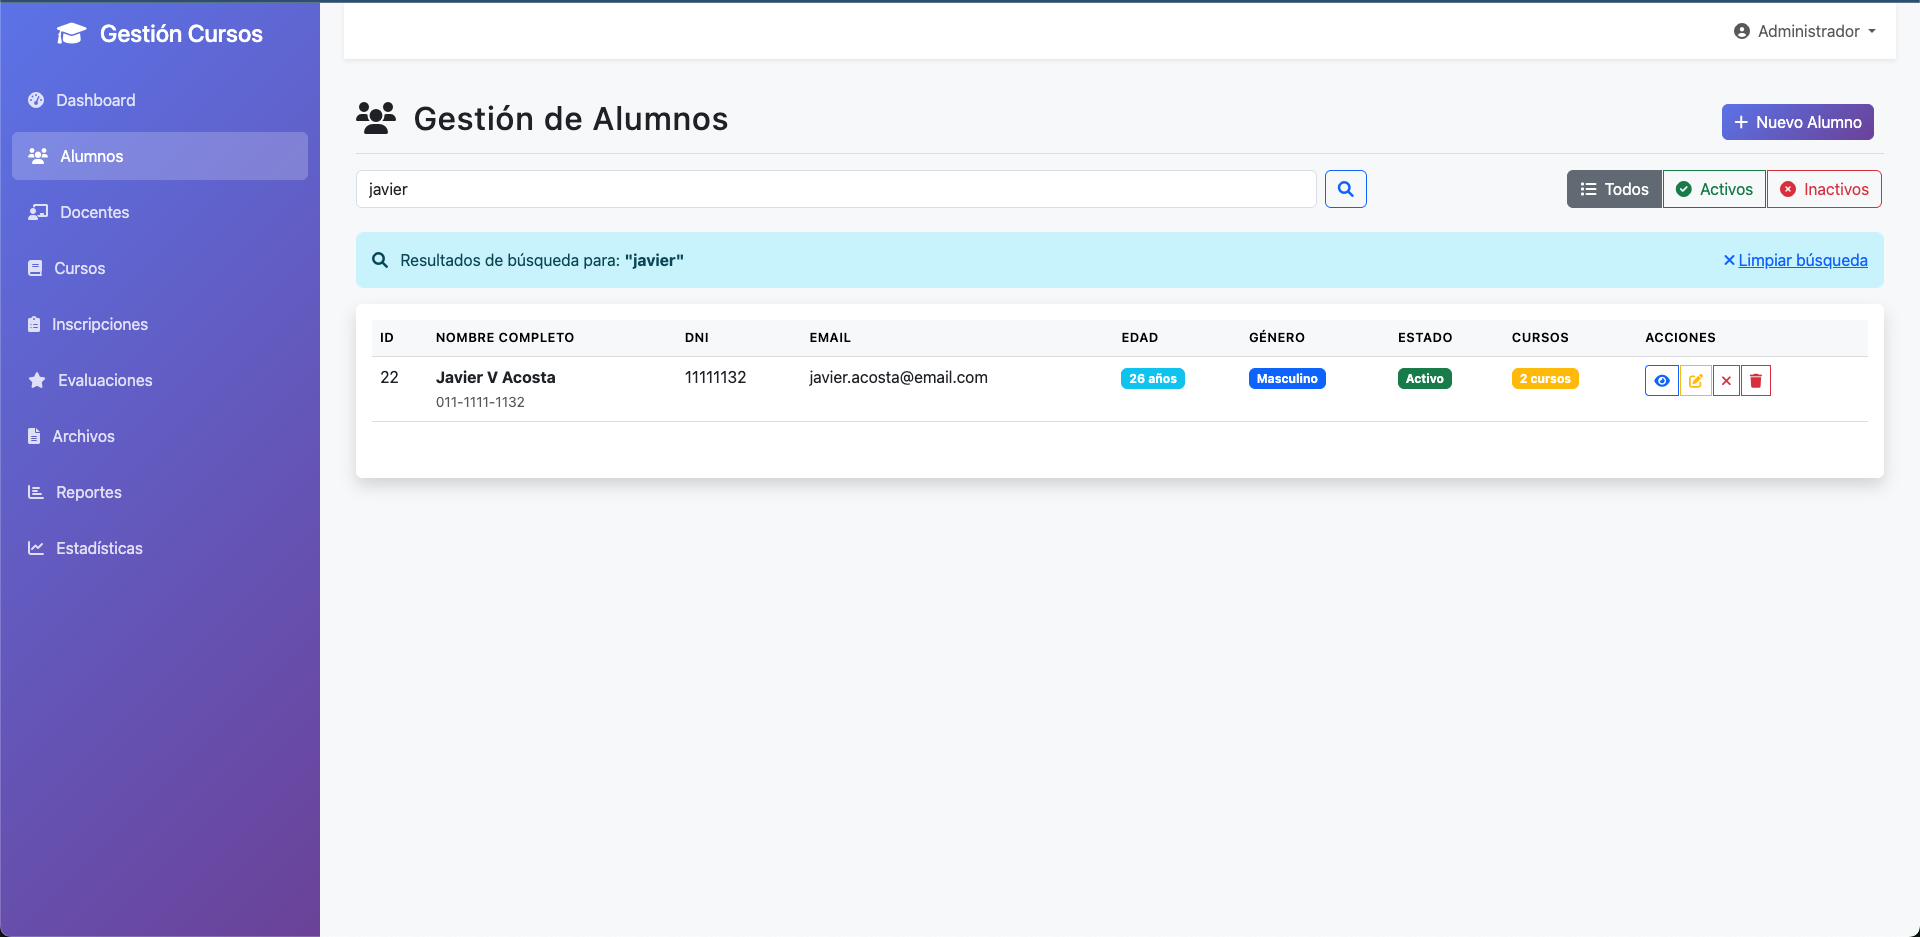 Gestión Cursos
Administrador
Dashboard
Alumnos
Docentes
Cursos
Inscripciones
Evaluaciones
Archivos
Reportes
Estadísticas
Gestión de Alumnos
Nuevo Alumno
javier
Todos Activos Inactivos
Resultados de búsqueda para: "javier" Limpiar búsqueda
ID NOMBRE COMPLETO DNI EMAIL EDAD GÉNERO ESTADO CURSOS ACCIONES
22 Javier V Acosta 11111132 javier.acosta@email.com 26 años Masculino Activo 2 cursos
011-1111-1132